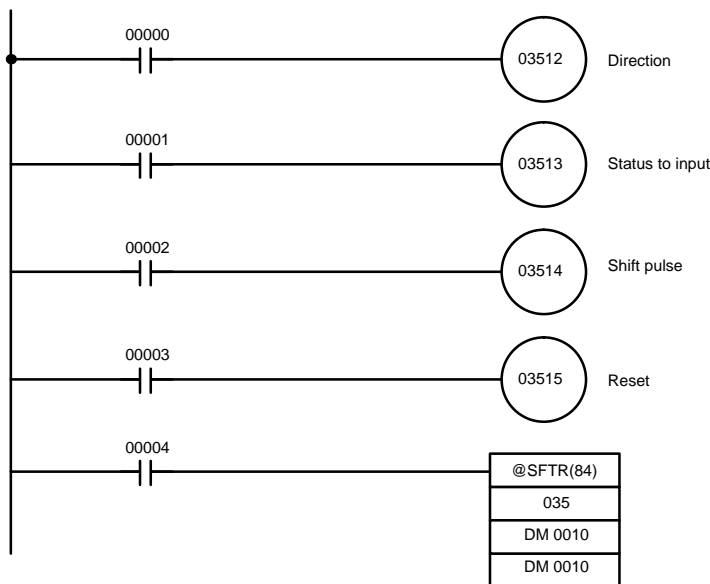 00000
03512 Direction
00001
03513 Status to input
00002
03514 Shift pulse
00003
03515 Reset
00004
@SFTR(84)
035
DM 0010
DM 0010